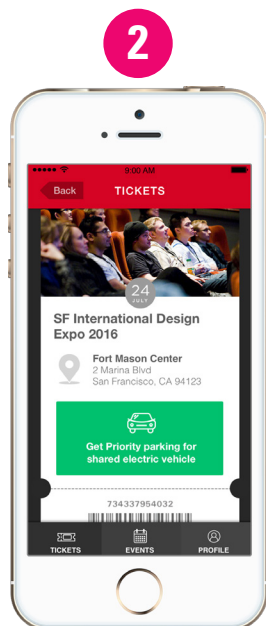 2
9:00 AM
Back
TICKETS
24
JULY
SF International Design
Expo 2016
Fort Mason Center
2 Marina Blvd
San Francisco, CA 94123
Get Priority parking for
shared electric vehicle
734337954032
TICKETS
EVENTS
PROFILE